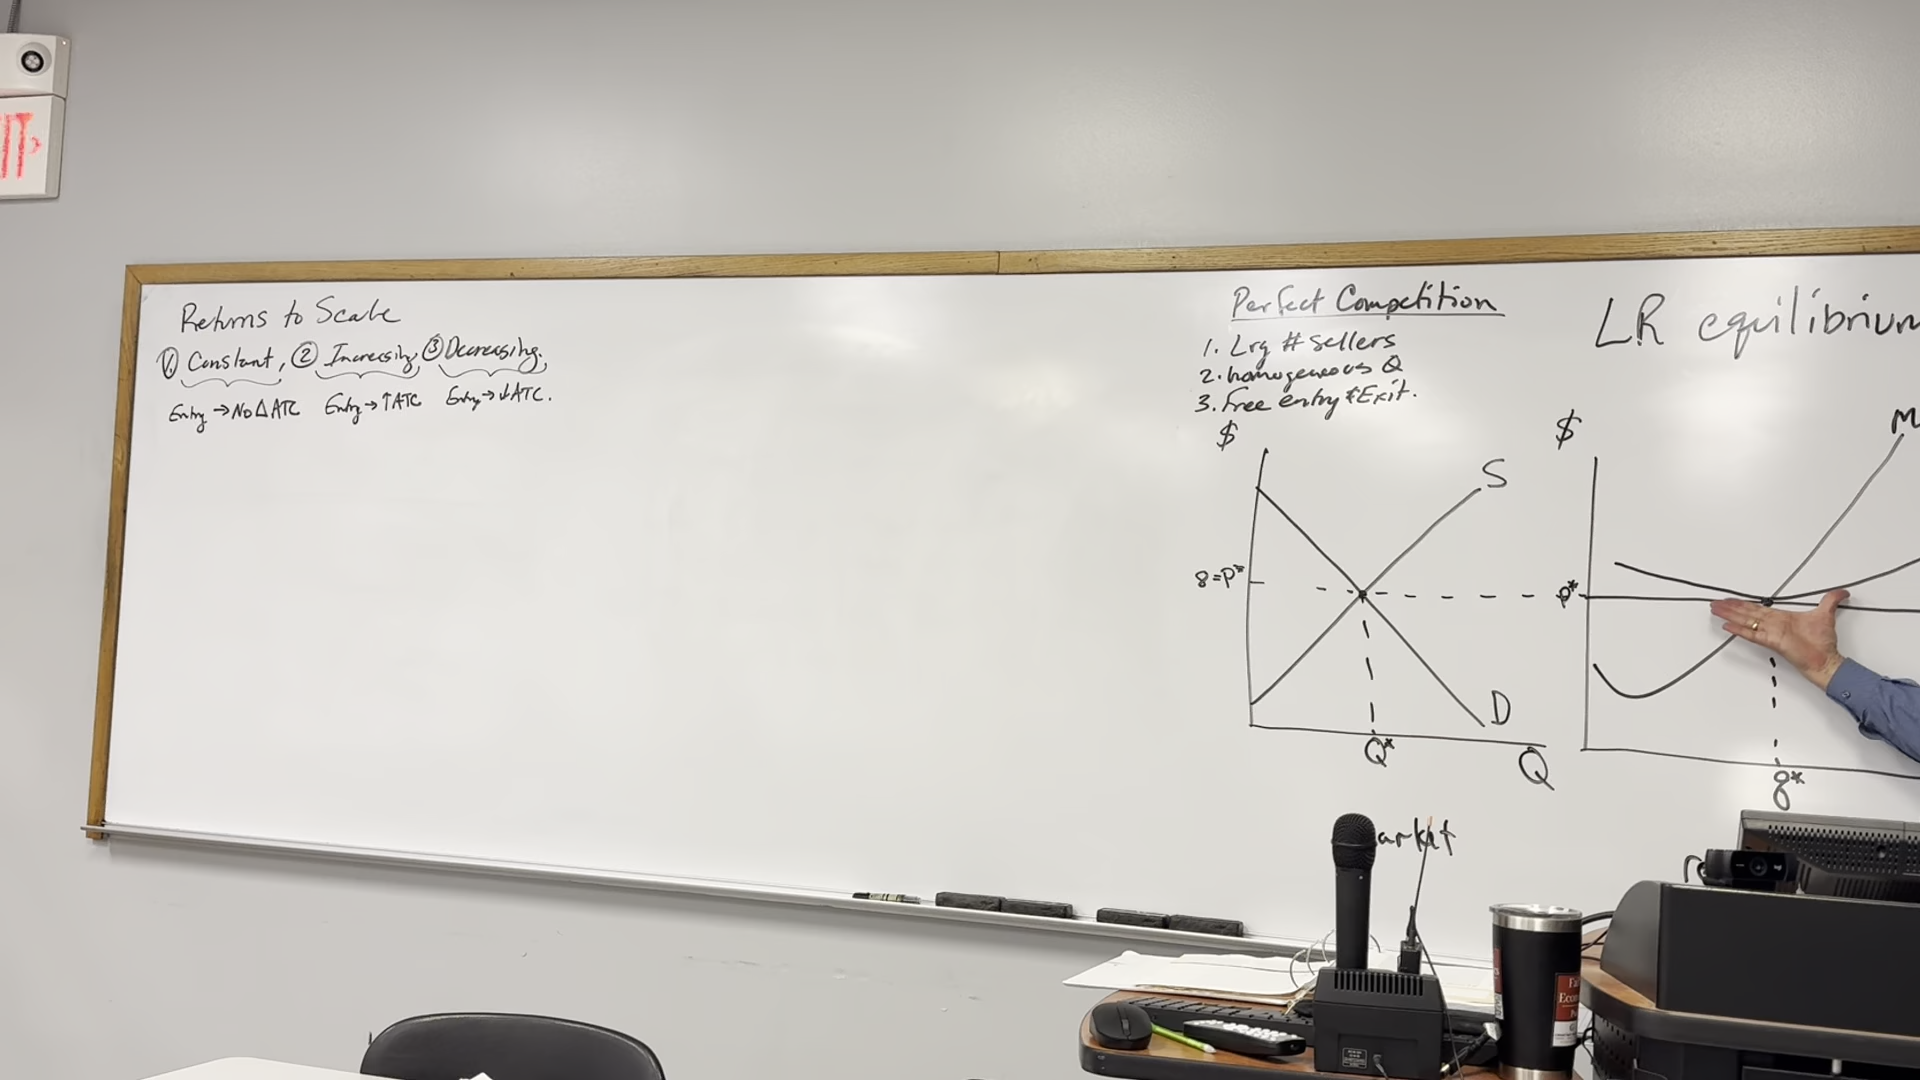 Returns to Scale
1. Constant, 2 Increasing, 3 Decreasing.
Entry → No Δ ATC Entry → ↑ ATC Entry → ↓ ATC.
Perfect Competition
1. Lrg # sellers
2. homogeneous Q
3. Free entry & Exit.
$
S
8=P*
D
Q*
Q
LR equilibrium
$
M
P*
q*
arket